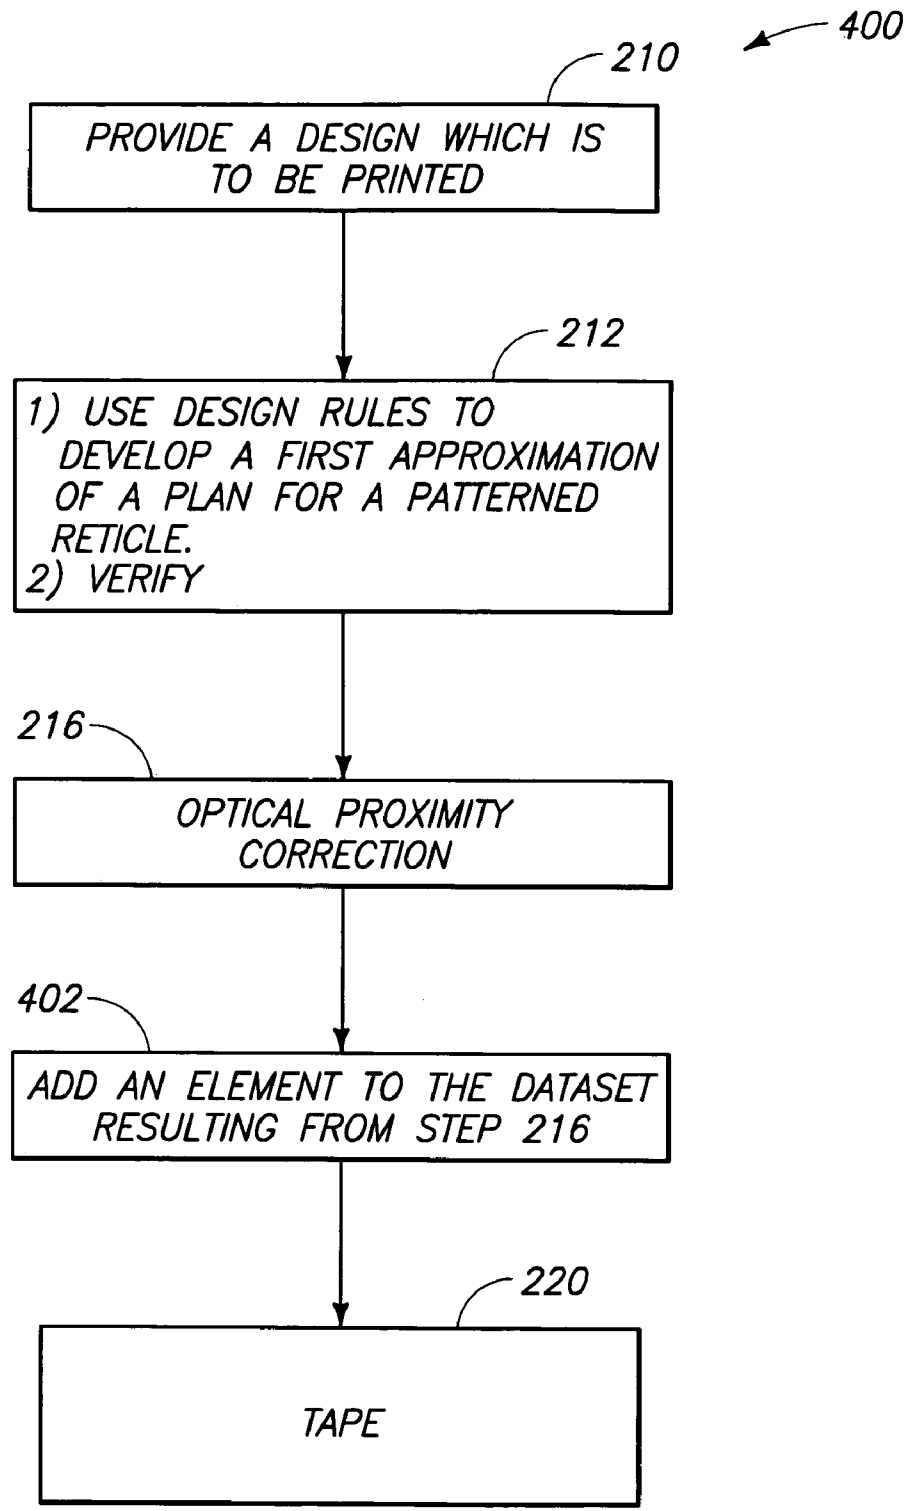 400
210
PROVIDE A DESIGN WHICH IS
TO BE PRINTED
212
1) USE DESIGN RULES TO
DEVELOP A FIRST APPROXIMATION
OF A PLAN FOR A PATTERNED
RETICLE.
2) VERIFY
216
OPTICAL PROXIMITY
CORRECTION
402
ADD AN ELEMENT TO THE DATASET
RESULTING FROM STEP 216
220
TAPE